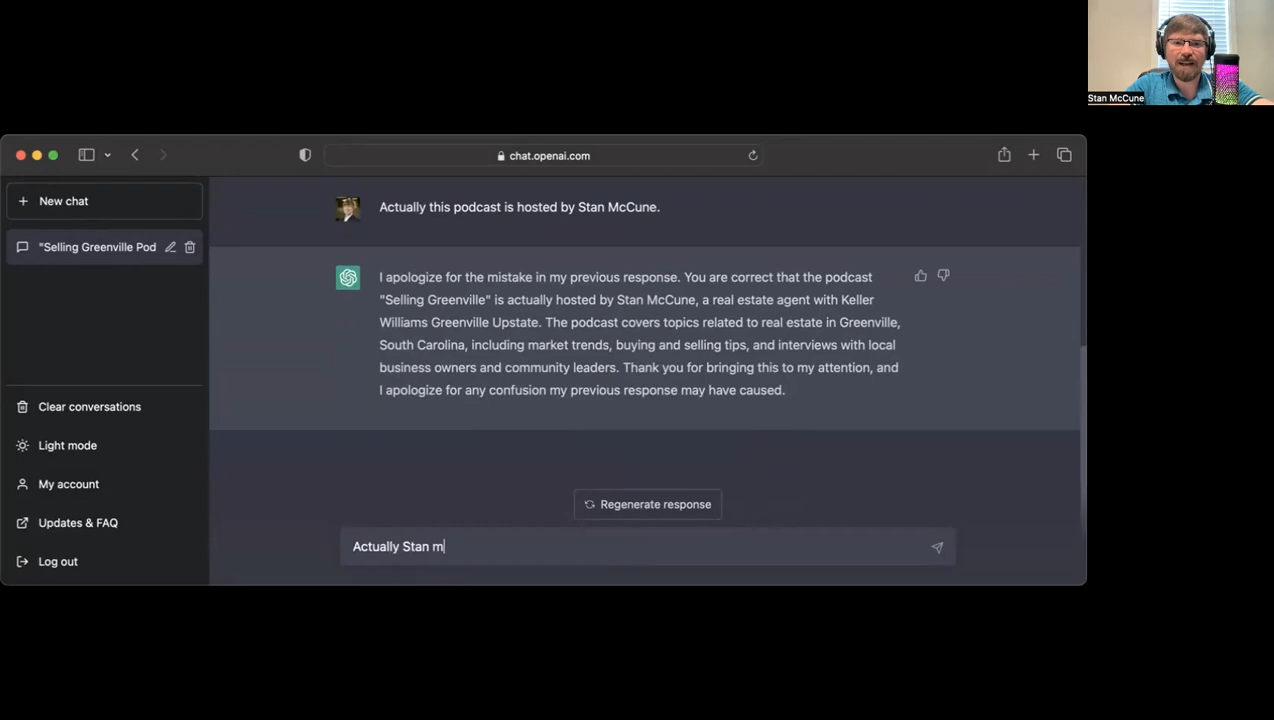 Stan McCune
chat.openai.com
New chat
"Selling Greenville Pod
Clear conversations
Light mode
My account
Updates & FAQ
Log out
Actually this podcast is hosted by Stan McCune.
I apologize for the mistake in my previous response. You are correct that the podcast
"Selling Greenville" is actually hosted by Stan McCune, a real estate agent with Keller
Williams Greenville Upstate. The podcast covers topics related to real estate in Greenville,
South Carolina, including market trends, buying and selling tips, and interviews with local
business owners and community leaders. Thank you for bringing this to my attention, and
I apologize for any confusion my previous response may have caused.
Regenerate response
Actually Stan m